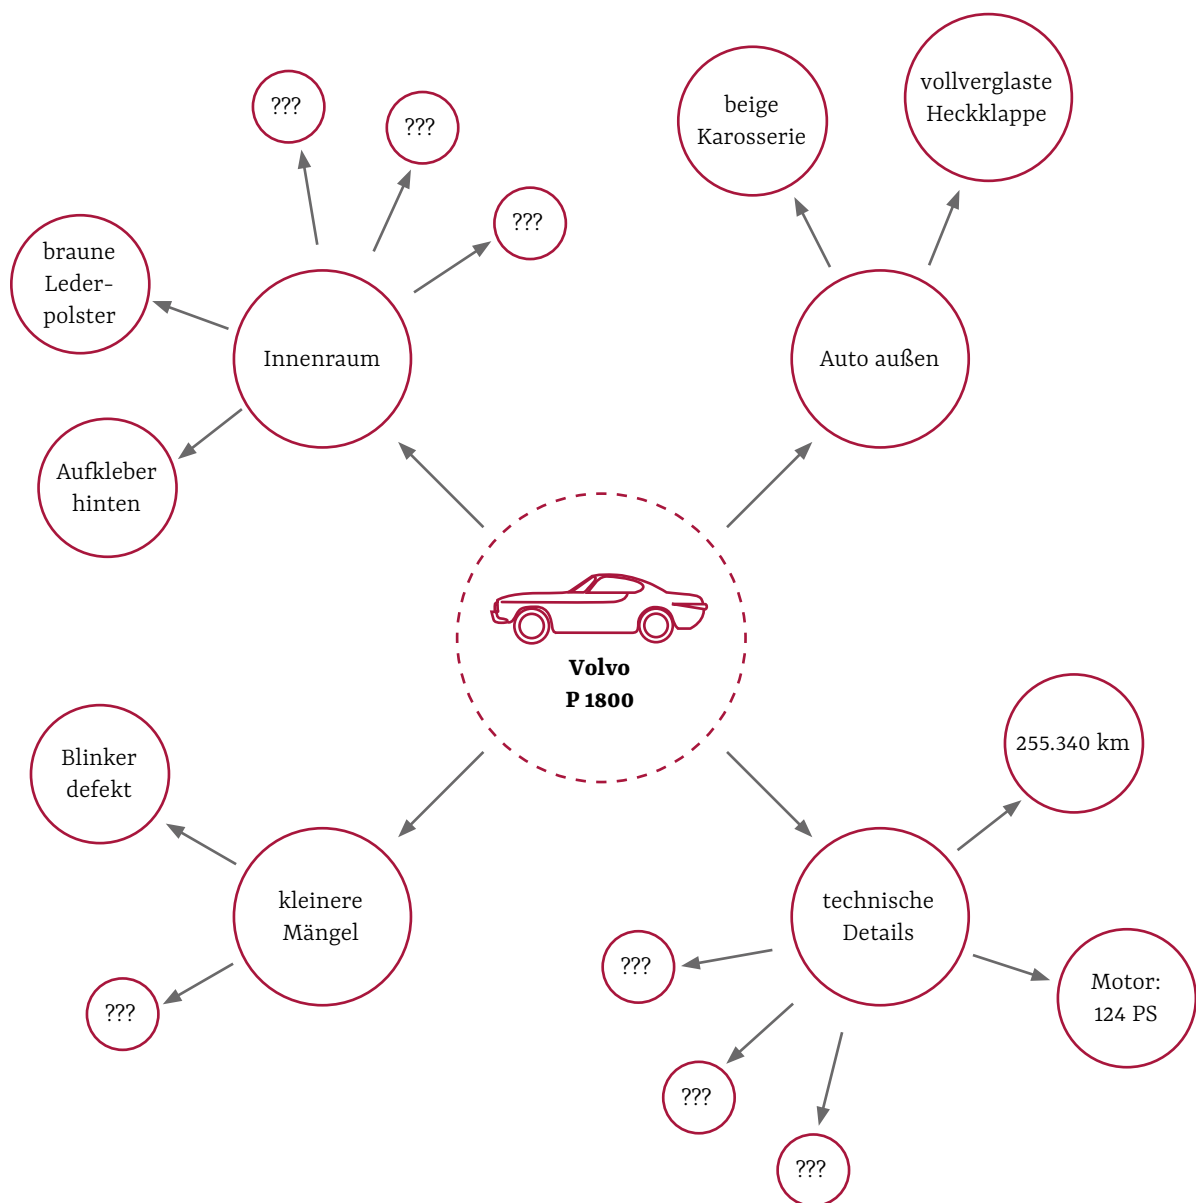 ???
???
???
braune
Leder-
polster
Innenraum
Aufkleber
hinten
beige
Karosserie
vollverglaste
Heckklappe
Auto außen
Volvo
P 1800
Blinker
defekt
kleinere
Mängel
???
255.340 km
technische
Details
Motor:
124 PS
???
???
???